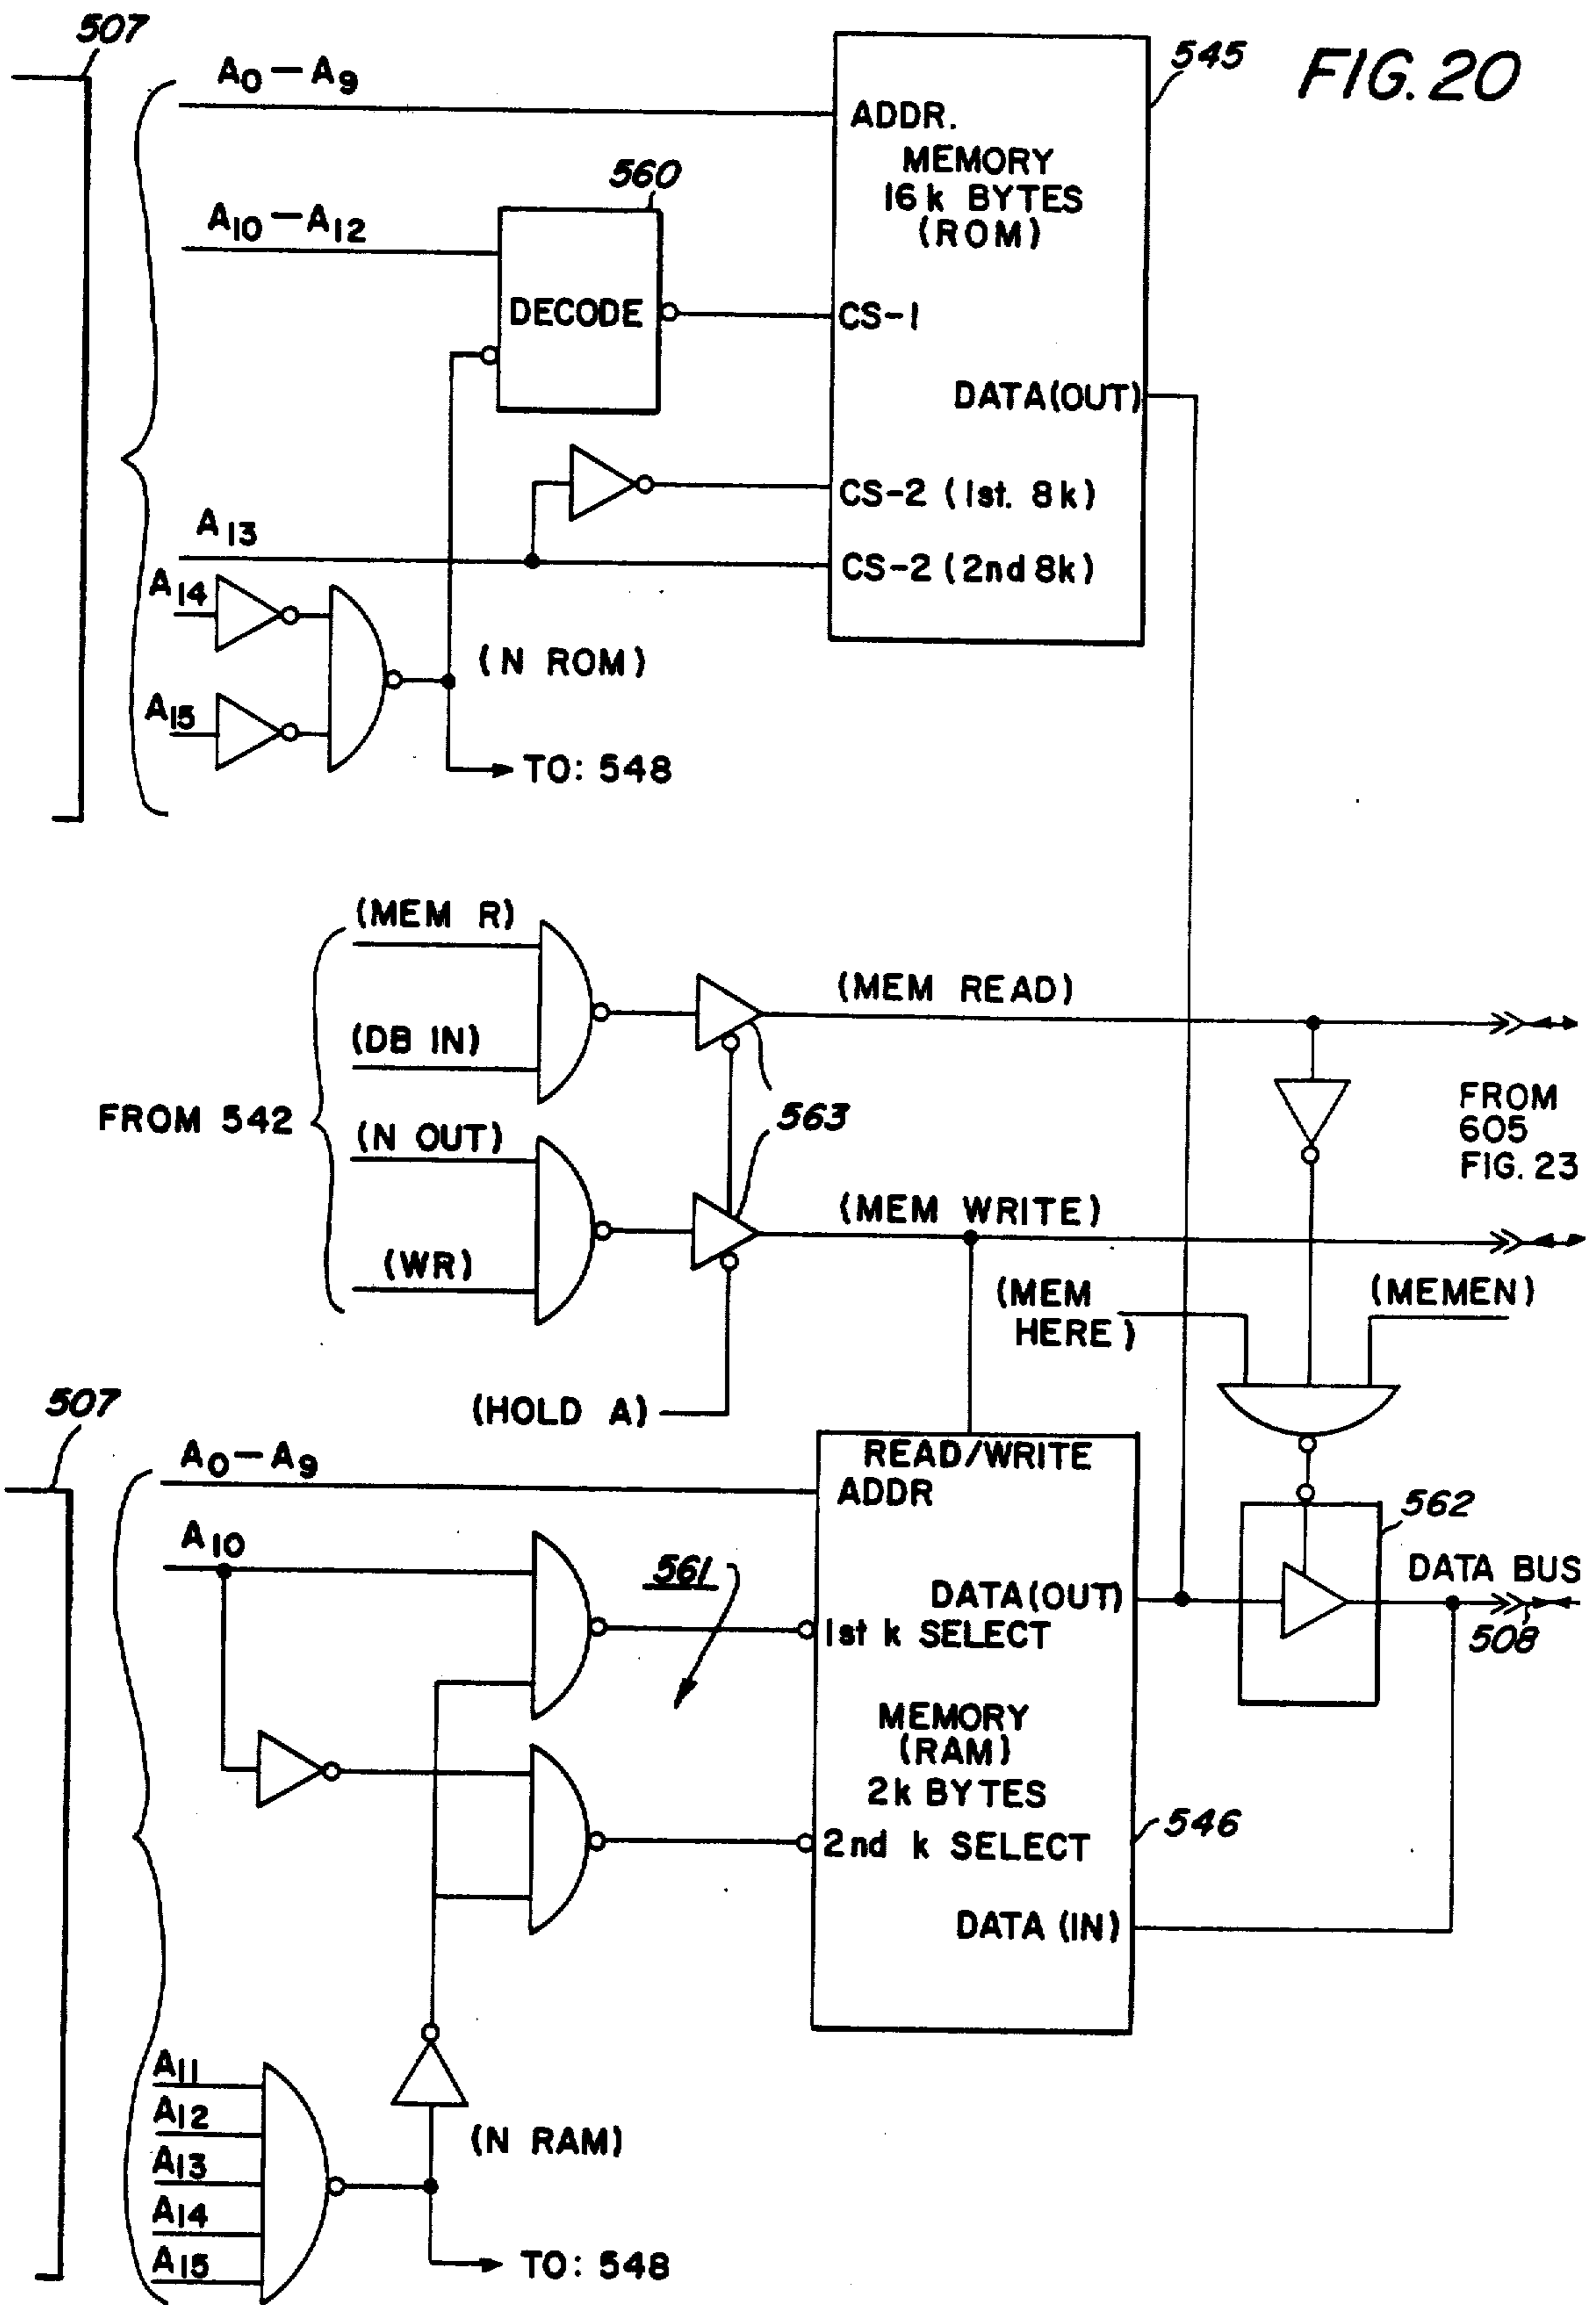 507
A0 — A9
545
FIG. 20
ADDR.
MEMORY
16 k BYTES
(ROM)
560
A10 — A12
DECODE
CS-1
DATA(OUT)
CS-2 (1st. 8k)
A13
CS-2 (2nd 8k)
A14
(N ROM)
A15
TO: 548
(MEM R)
(MEM READ)
(DB IN)
FROM 542
563
FROM
605
FIG. 23
(N OUT)
(MEM WRITE)
(WR)
(MEM
HERE)
(MEMEN)
(HOLD A)
507
A0 — A9
READ/WRITE
ADDR
562
A10
561
DATA(OUT)
DATA BUS
1st k SELECT
508
MEMORY
(RAM)
2k BYTES
546
2nd k SELECT
DATA (IN)
A11
A12
(N RAM)
A13
A14
A15
TO: 548